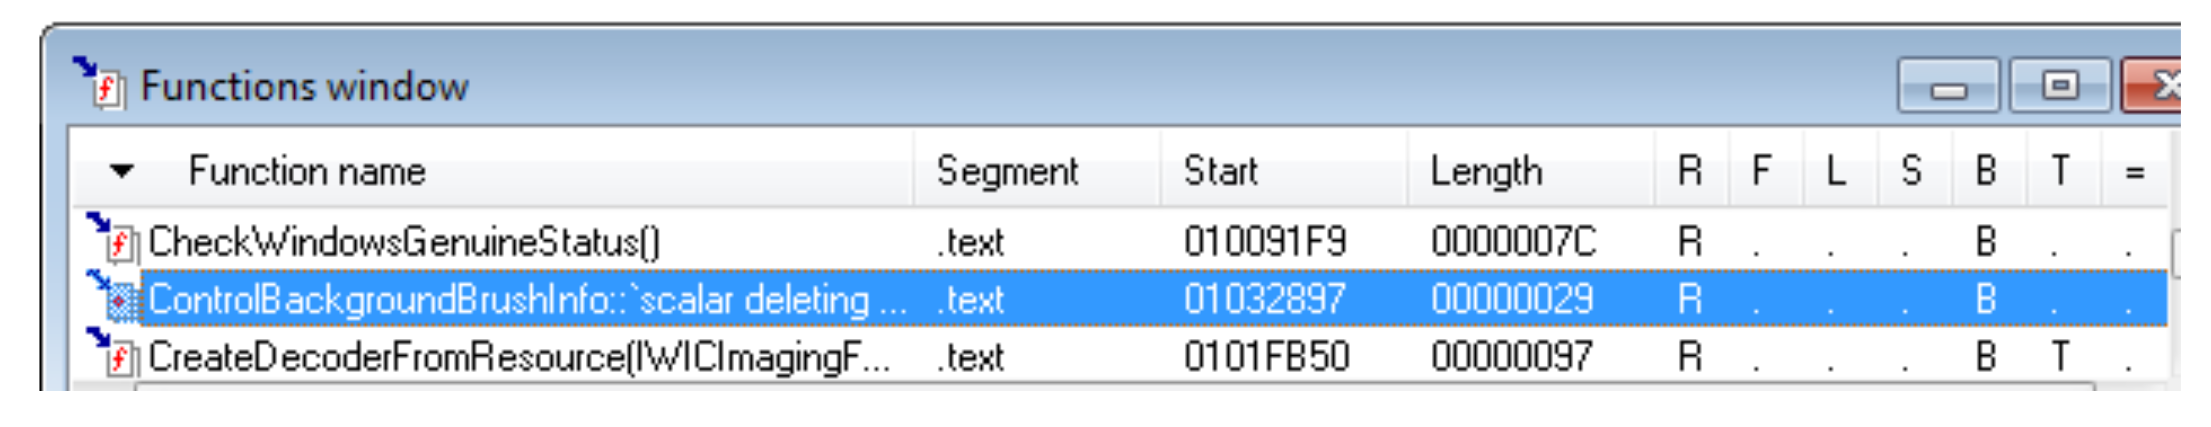 Functions window
Function name Segment Start Length R F L S B T =
CheckWindowsGenuineStatus() .text 010091F9 0000007C R . . . B . .
ControlBackgroundBrushInfo::`scalar deleting ... .text 01032897 00000029 R . . . B . .
CreateDecoderFromResource(IWICImagingF... .text 0101FB50 00000097 R . . . B T .